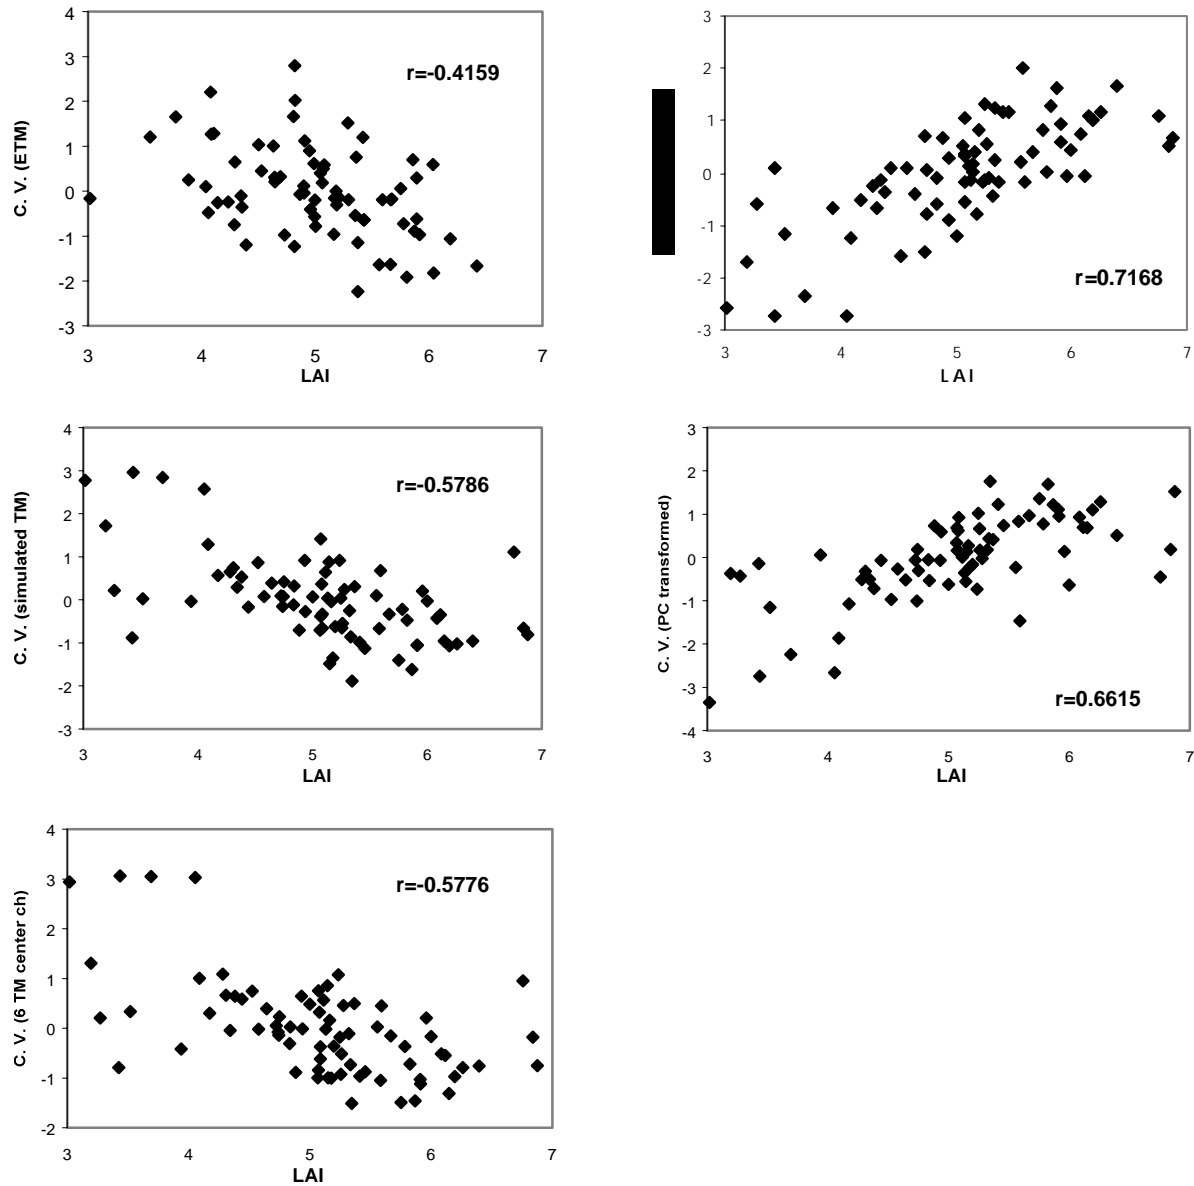 4
3
2
1
0
-1
-2
-3
C. V. (ETM)
r=-0.4159
3 4 5 6 7
LAI
3
2
1
0
-1
-2
-3
r=0.7168
3 4 5 6 7
LAI
4
3
2
1
0
-1
-2
-3
C. V. (simulated TM)
r=-0.5786
3 4 5 6 7
LAI
3
2
1
0
-1
-2
-3
-4
C. V. (PC transformed)
r=0.6615
3 4 5 6 7
LAI
4
3
2
1
0
-1
-2
C. V. (6 TM center ch)
r=-0.5776
3 4 5 6 7
LAI